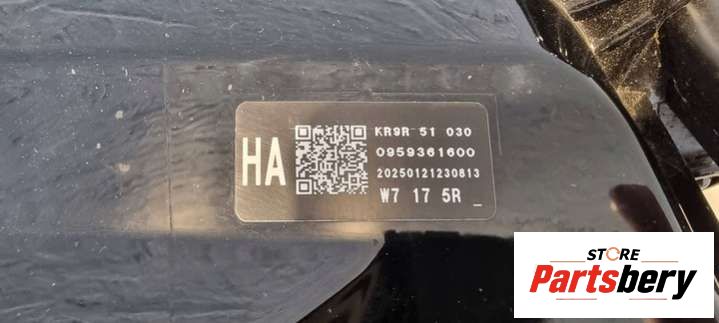 HA
KR9R 51 030
0959361600
20250121230813
W7 17 5R _
STORE
Partsbery